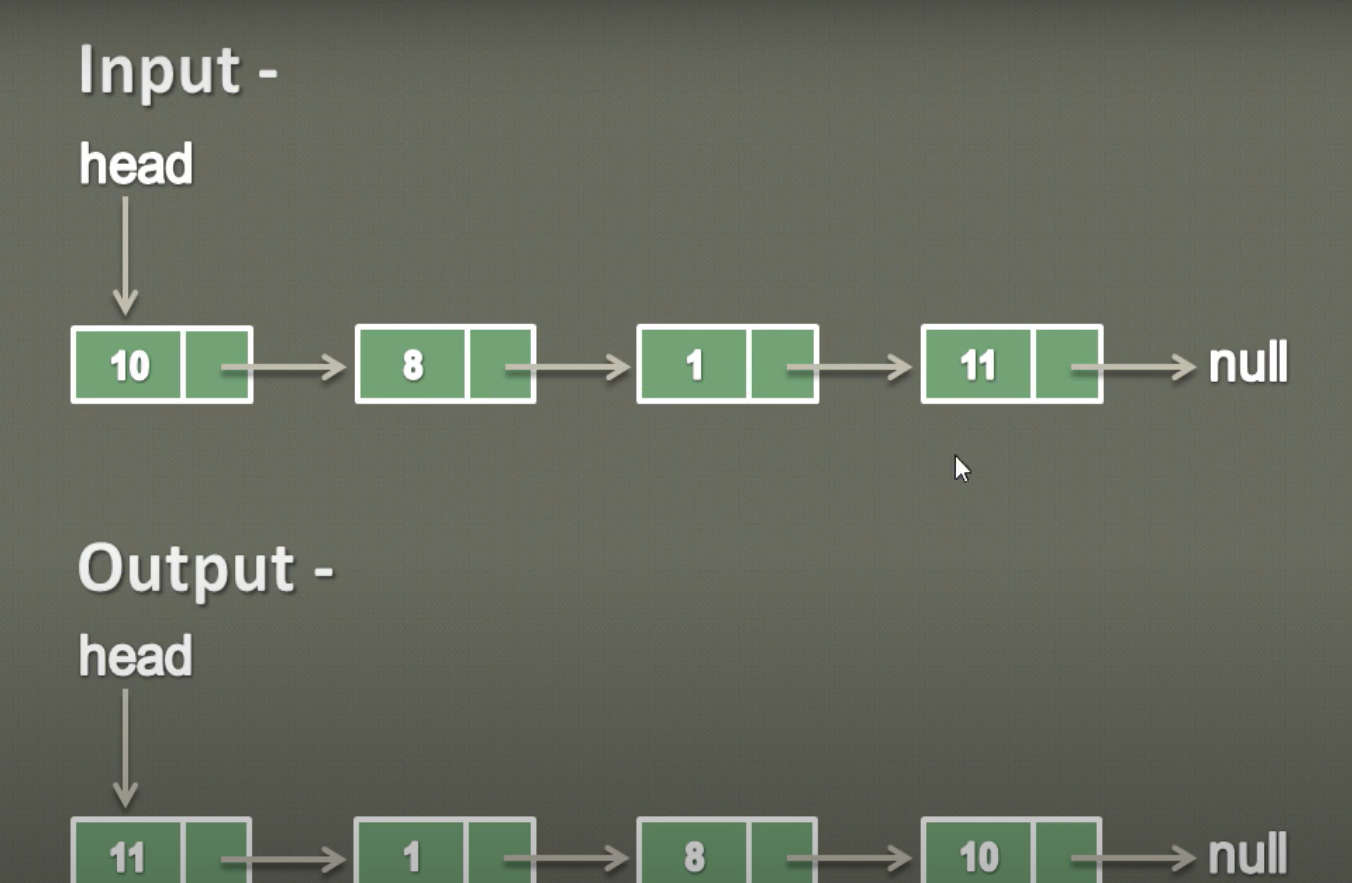 Input -
head
10 8 1 11 null
Output -
head
11 1 8 10 null